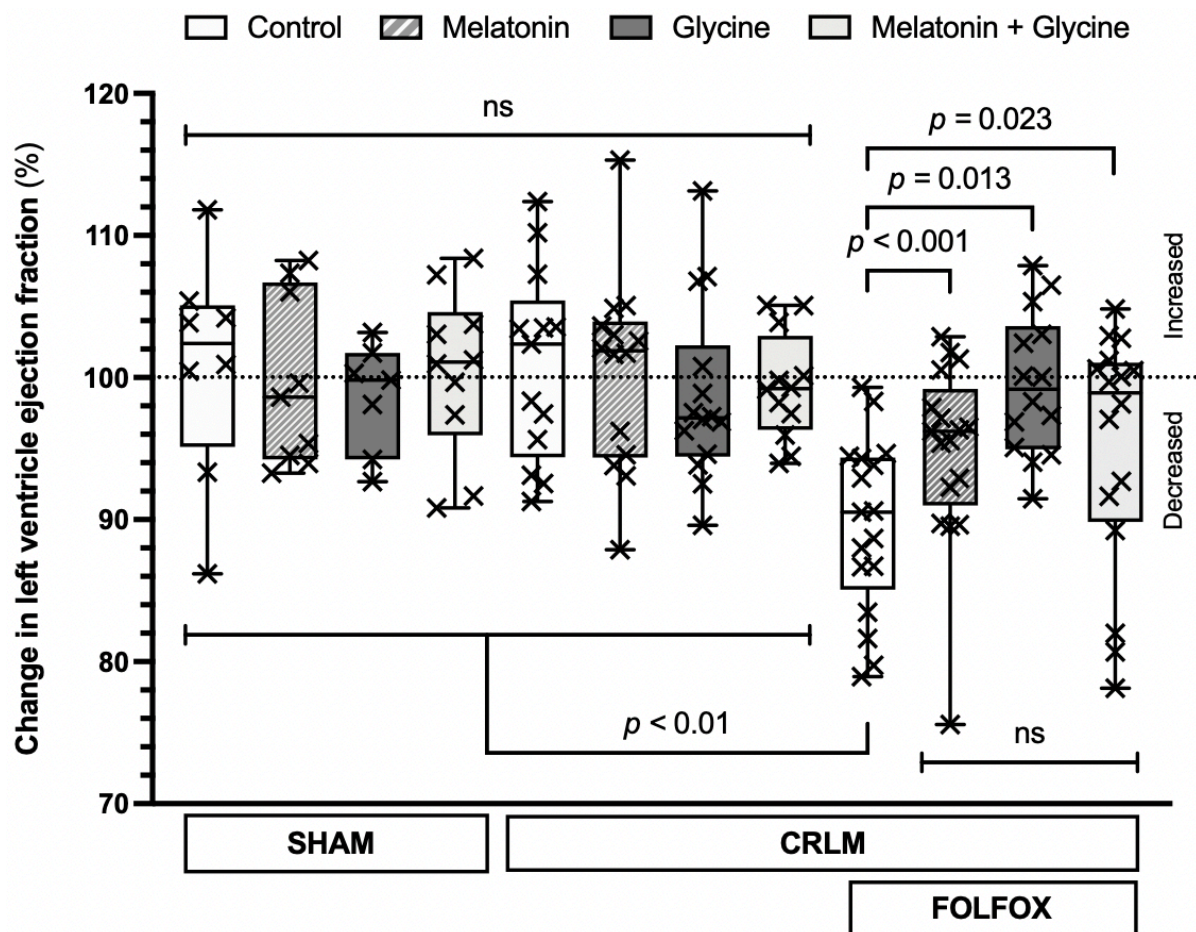 Control Melatonin Glycine Melatonin + Glycine
Change in left ventricle ejection fraction (%)
120
110
100
90
80
70
ns
p = 0.023
p = 0.013
p < 0.001
Increased
Decreased
p < 0.01
ns
SHAM
CRLM
FOLFOX